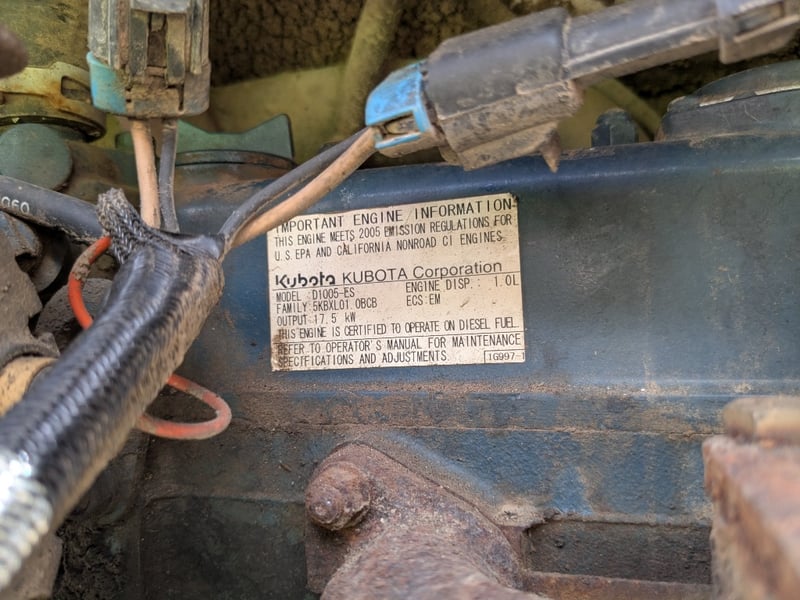 060
IMPORTANT ENGINE INFORMATION
THIS ENGINE MEETS 2005 EMISSION REGULATIONS FOR
U.S. EPA AND CALIFORNIA NONROAD CI ENGINES.
Kubota KUBOTA Corporation
MODEL : D1005-ES ENGINE DISP. : 1.0L
FAMILY: 5KBXL01.0BCB ECS:EM
OUTPUT:17.5 kW
THIS ENGINE IS CERTIFIED TO OPERATE ON DIESEL FUEL.
REFER TO OPERATOR'S MANUAL FOR MAINTENANCE
SPECIFICATIONS AND ADJUSTMENTS. 1G997-1